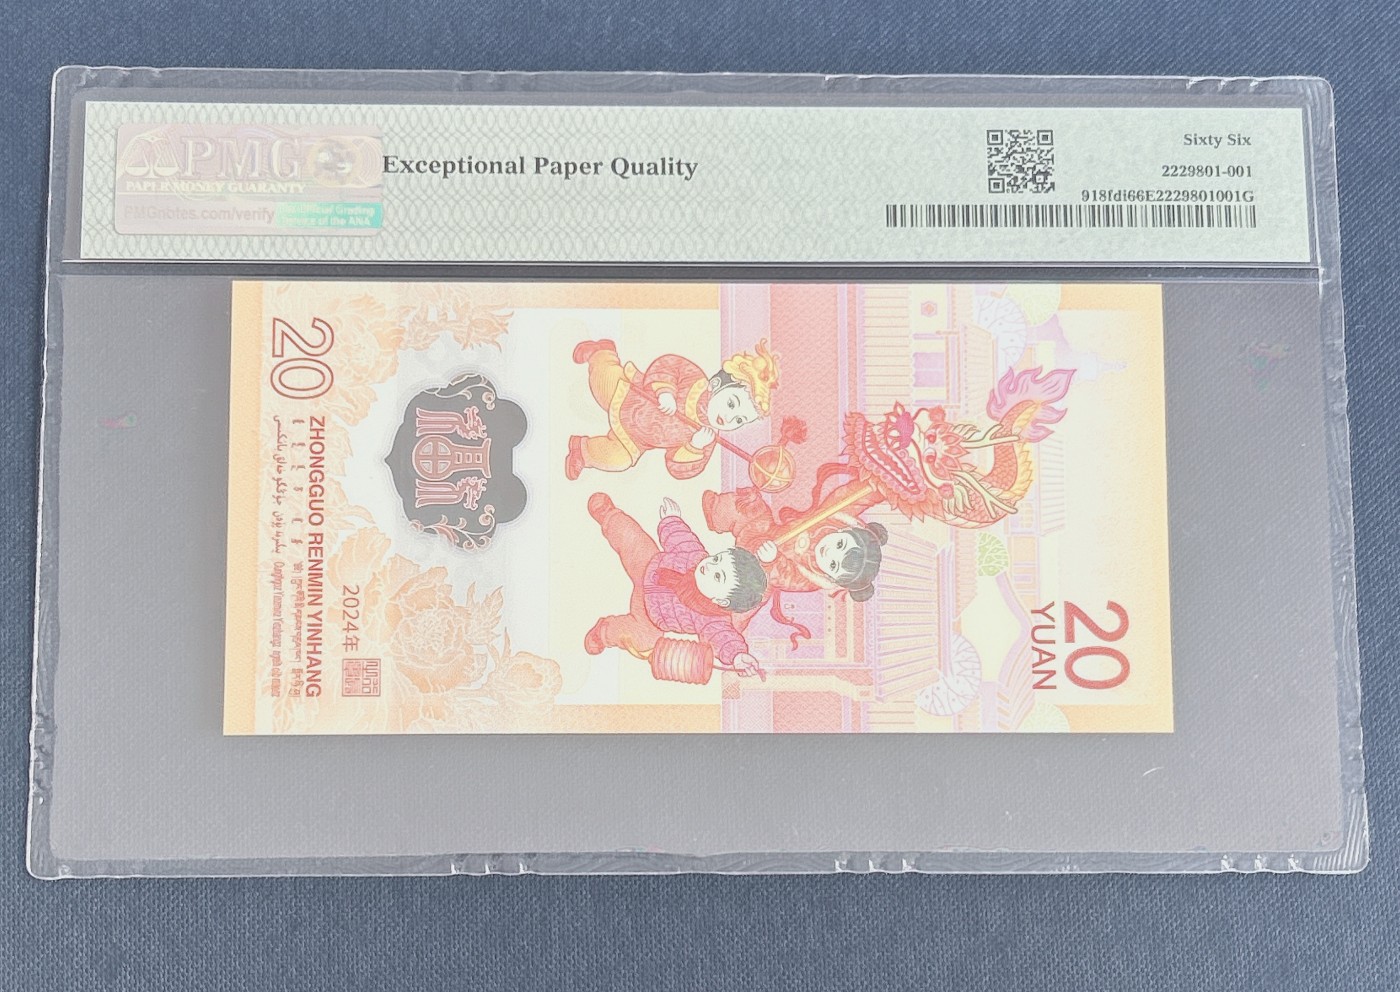 PMG
PAPER MONEY GUARANTY
PMGnotes.com/verify
Exceptional Paper Quality
Sixty Six
2229801-001
918fdi66E2229801001G
20
ZHONGGUO RENMIN YINHANG
2024年
20
YUAN